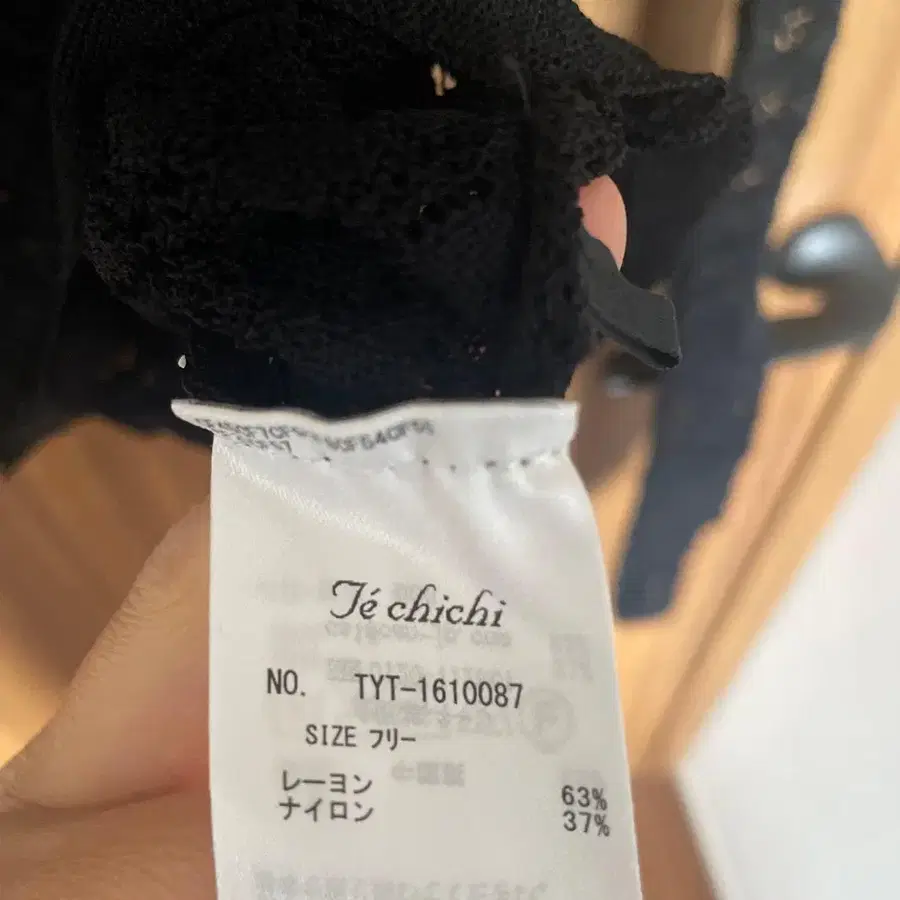 Té chichi
NO. TYT-1610087
SIZE フリー
レーヨン 63%
ナイロン 37%